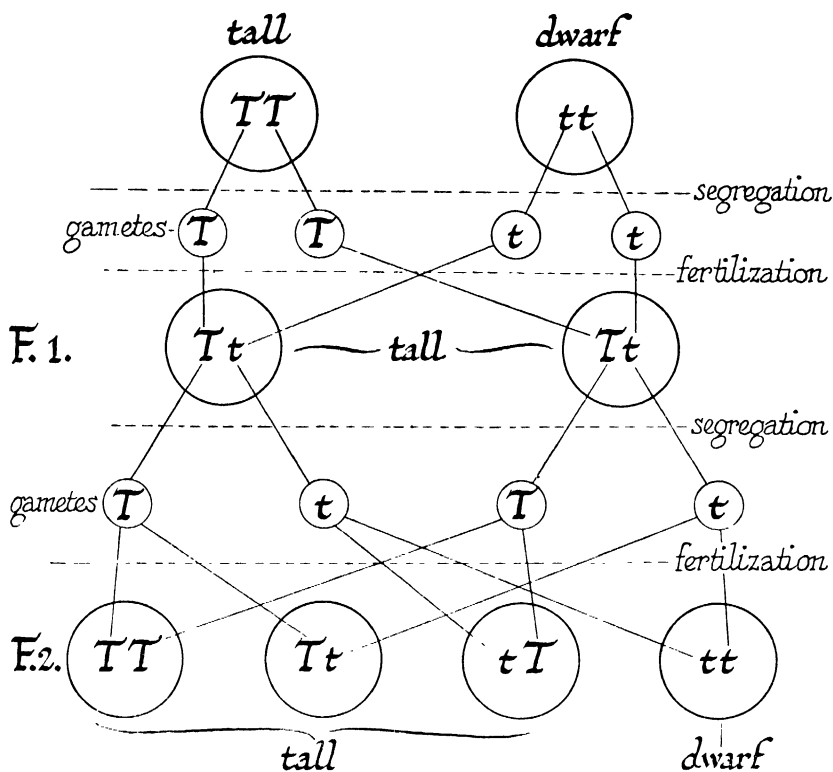 tall dwarf
TT tt
segregation
gametes T T t t
fertilization
F. 1. Tt tall Tt
segregation
gametes T t T t
fertilization
F.2. TT Tt tT tt
tall dwarf